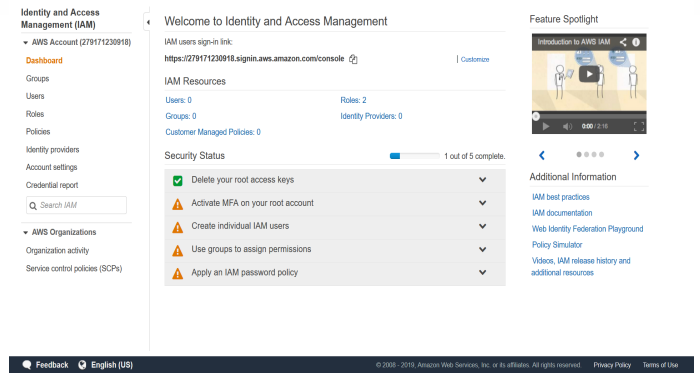 Identity and Access
Management (IAM)
AWS Account (279171230918)
Dashboard
Groups
Users
Roles
Policies
Identity providers
Account settings
Credential report
Search IAM
AWS Organizations
Organization activity
Service control policies (SCPs)
Welcome to Identity and Access Management
IAM users sign-in link:
https://279171230918.signin.aws.amazon.com/console
Customize
IAM Resources
Users: 0
Roles: 2
Groups: 0
Identity Providers: 0
Customer Managed Policies: 0
Security Status
1 out of 5 complete.
Delete your root access keys
Activate MFA on your root account
Create individual IAM users
Use groups to assign permissions
Apply an IAM password policy
Feature Spotlight
Introduction to AWS IAM
0:00 / 2:16
Additional Information
IAM best practices
IAM documentation
Web Identity Federation Playground
Policy Simulator
Videos, IAM release history and
additional resources
Feedback
English (US)
© 2008 - 2019, Amazon Web Services, Inc. or its affiliates. All rights reserved.
Privacy Policy
Terms of Use